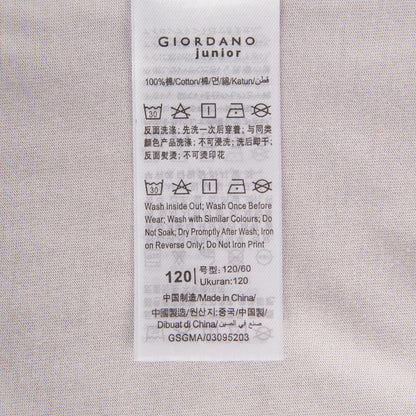 GIORDANO
junior
100%棉/Cotton/棉/면/綿/Katun/قطن
30
反面洗涤；先洗一次后穿着；与同类
颜色产品洗涤；不可浸洗；洗后即干；
反面熨烫；不可烫印花
30
Wash Inside Out; Wash Once Before
Wear; Wash with Similar Colours; Do
Not Soak; Dry Promptly After Wash; Iron
on Reverse Only; Do Not Iron Print
120 号型: 120/60
Ukuran: 120
中国制造/Made in China/
中國製造/원산지:중국/中国製/
Dibuat di China/صنع في الصين
GSGMA/03095203